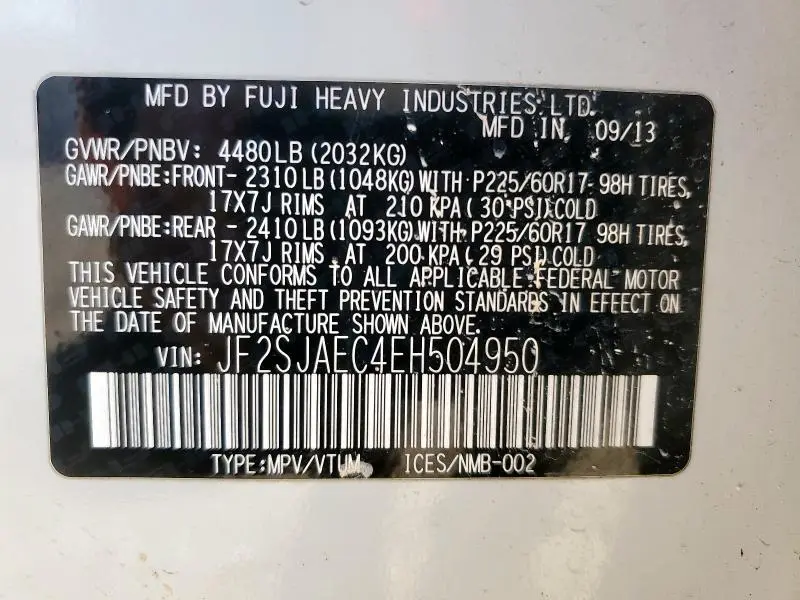 MFD BY FUJI HEAVY INDUSTRIES LTD.
MFD IN 09/13
GVWR/PNBV: 4480LB(2032KG)
GAWR/PNBE:FRONT- 2310LB(1048KG)WITH P225/60R17 98H TIRES,
17X7J RIMS AT 210 KPA(30 PSI)COLD
GAWR/PNBE:REAR - 2410LB(1093KG)WITH P225/60R17 98H TIRES,
17X7J RIMS AT 200 KPA(29 PSI)COLD
THIS VEHICLE CONFORMS TO ALL APPLICABLE FEDERAL MOTOR
VEHICLE SAFETY AND THEFT PREVENTION STANDARDS IN EFFECT ON
THE DATE OF MANUFACTURE SHOWN ABOVE.
VIN: JF2SJAEC4EH504950
TYPE:MPV/VTUM ICES/NMB-002